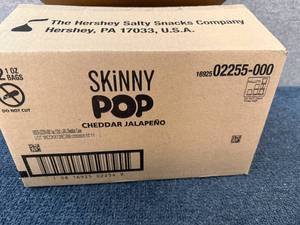 The Hershey Salty Snacks Company
Hershey, PA 17033, U.S.A.
1 OZ
BAGS
DO NOT CUT
SKiNNY
POP
CHEDDAR JALAPEÑO
16925 02255-000